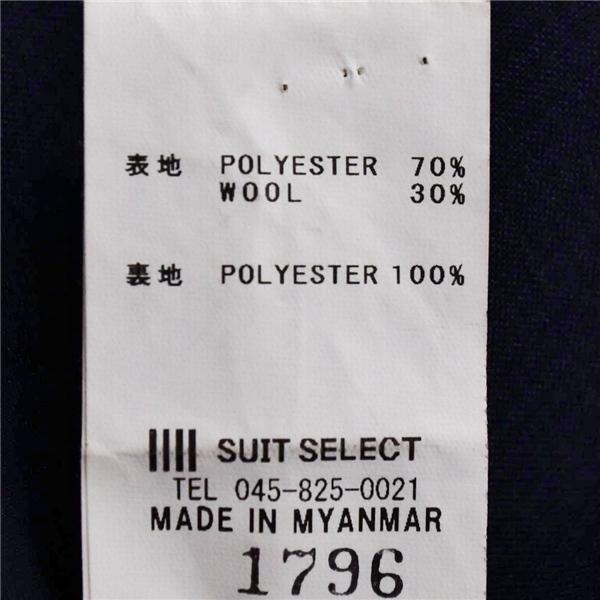 表地 POLYESTER 70%
WOOL 30%
裏地 POLYESTER 100%
SUIT SELECT
TEL 045-825-0021
MADE IN MYANMAR
1796